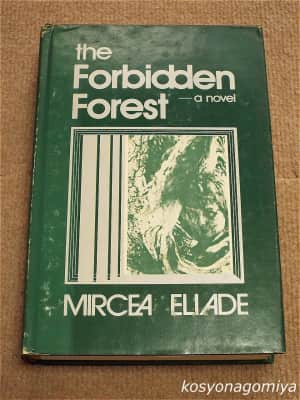 the
Forbidden
Forest
—a novel
MIRCEA ELIADE
kosyonagomiya